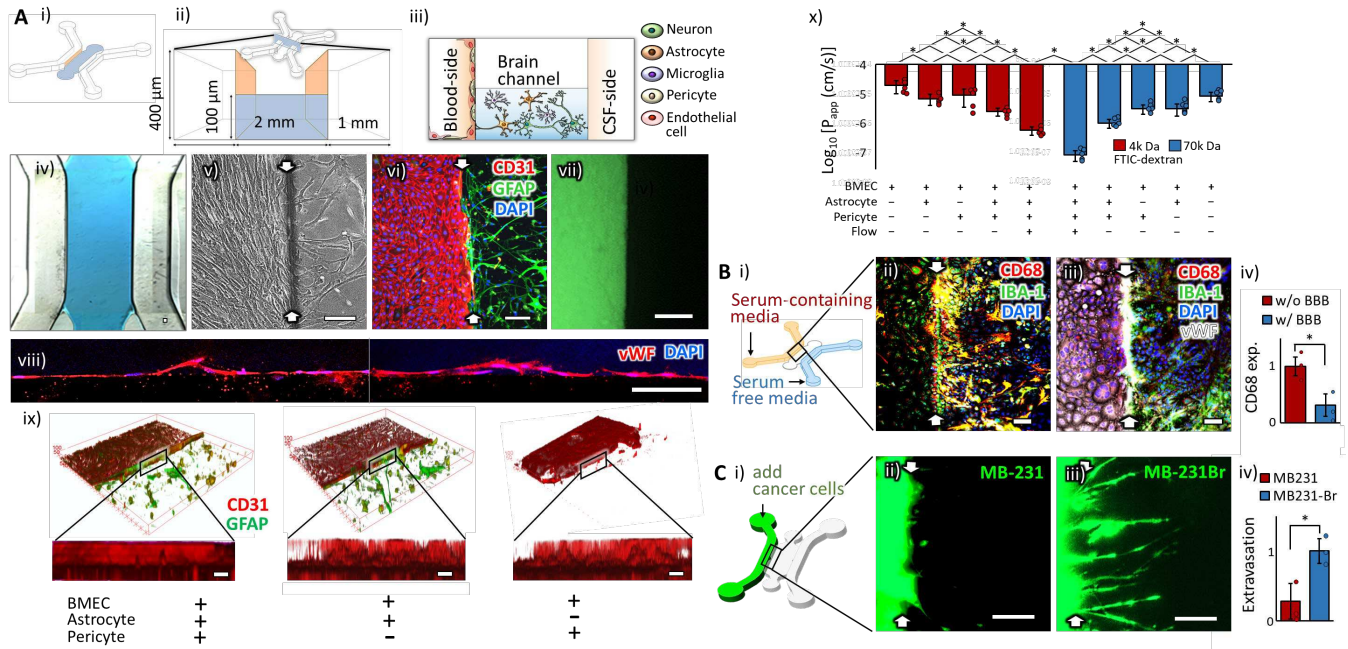 A i)
ii)
400 µm
100 µm
2 mm
1 mm
iii)
Blood-side
Brain
channel
CSF-side
Neuron
Astrocyte
Microglia
Pericyte
Endothelial
cell
iv)
v)
vi)
CD31
GFAP
DAPI
vii)
iv)
viii)
vWF DAPI
ix)
CD31
GFAP
BMEC + + +
Astrocyte + + −
Pericyte + − +
x)
* * * * * * * * * * * * *
Log10 [Papp (cm/s)]
-4
-5
-6
-7
4k Da 70k Da
FTIC-dextran
BMEC + + + + + + + + + +
Astrocyte − + − + + + + − + −
Pericyte − − + + + + + + − −
Flow − − − − + + − − − −
B i)
Serum-containing
media
Serum
free media
ii)
CD68
IBA-1
DAPI
iii)
CD68
IBA-1
DAPI
vWF
iv)
w/o BBB
w/ BBB
*
CD68 exp.
1
0
C i)
add
cancer cells
ii)
MB-231
iii)
MB-231Br
iv)
MB231
MB231-Br
*
Extravasation
1
0